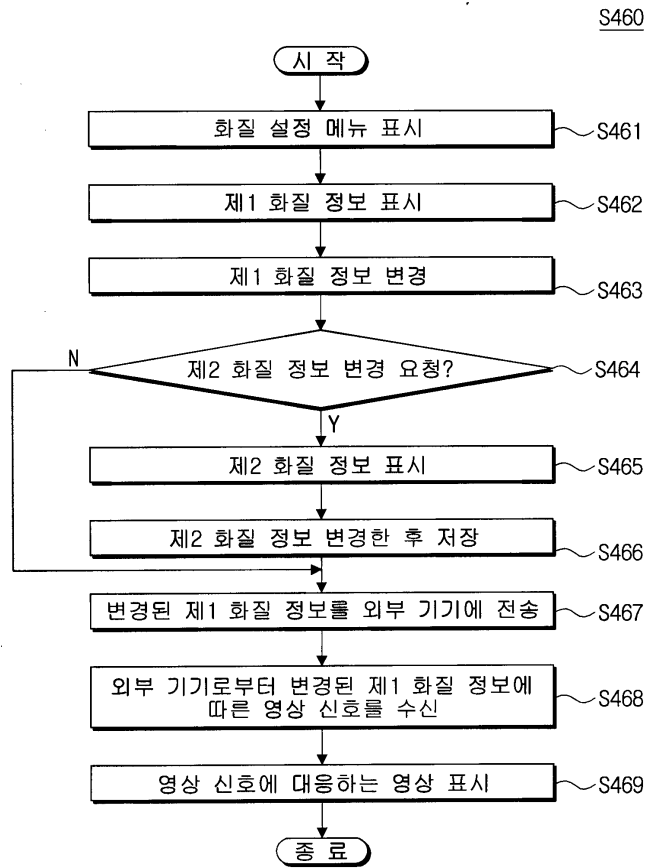 S460
시 작
화질 설정 메뉴 표시
S461
제1 화질 정보 표시
S462
제1 화질 정보 변경
S463
N
제2 화질 정보 변경 요청?
S464
Y
제2 화질 정보 표시
S465
제2 화질 정보 변경한 후 저장
S466
변경된 제1 화질 정보를 외부 기기에 전송
S467
외부 기기로부터 변경된 제1 화질 정보에
따른 영상 신호를 수신
S468
영상 신호에 대응하는 영상 표시
S469
종 료